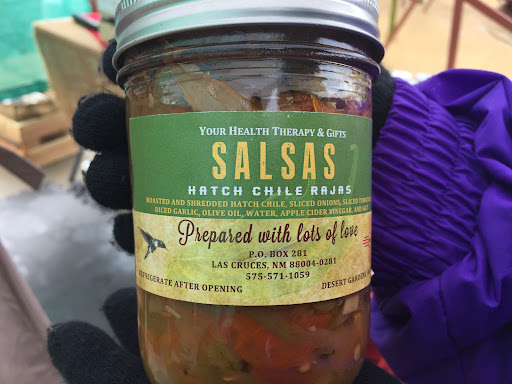 YOUR HEALTH THERAPY & GIFTS
SALSAS
HATCH CHILE RAJAS
ROASTED AND SHREDDED HATCH CHILE, SLICED ONIONS, SLICED
DICED GARLIC, OLIVE OIL, WATER, APPLE CIDER VINEGAR, AND
Prepared with lots of love
P.O. BOX 281
LAS CRUCES, NM 88004-0281
575-571-1059
REFRIGERATE AFTER OPENING
DESERT GARDENS